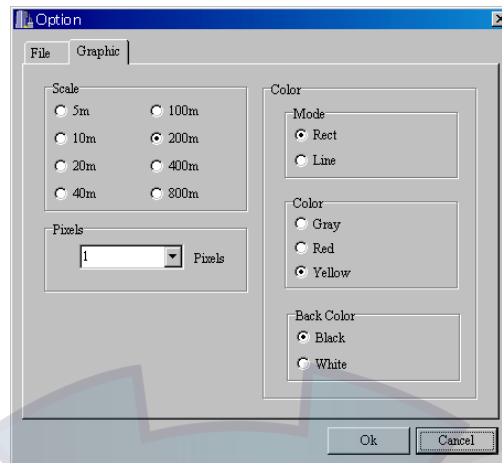 Option
File Graphic
Scale
5m 100m
10m 200m
20m 400m
40m 800m
Pixels
1 Pixels
Color
Mode
Rect
Line
Color
Gray
Red
Yellow
Back Color
Black
White
Ok Cancel